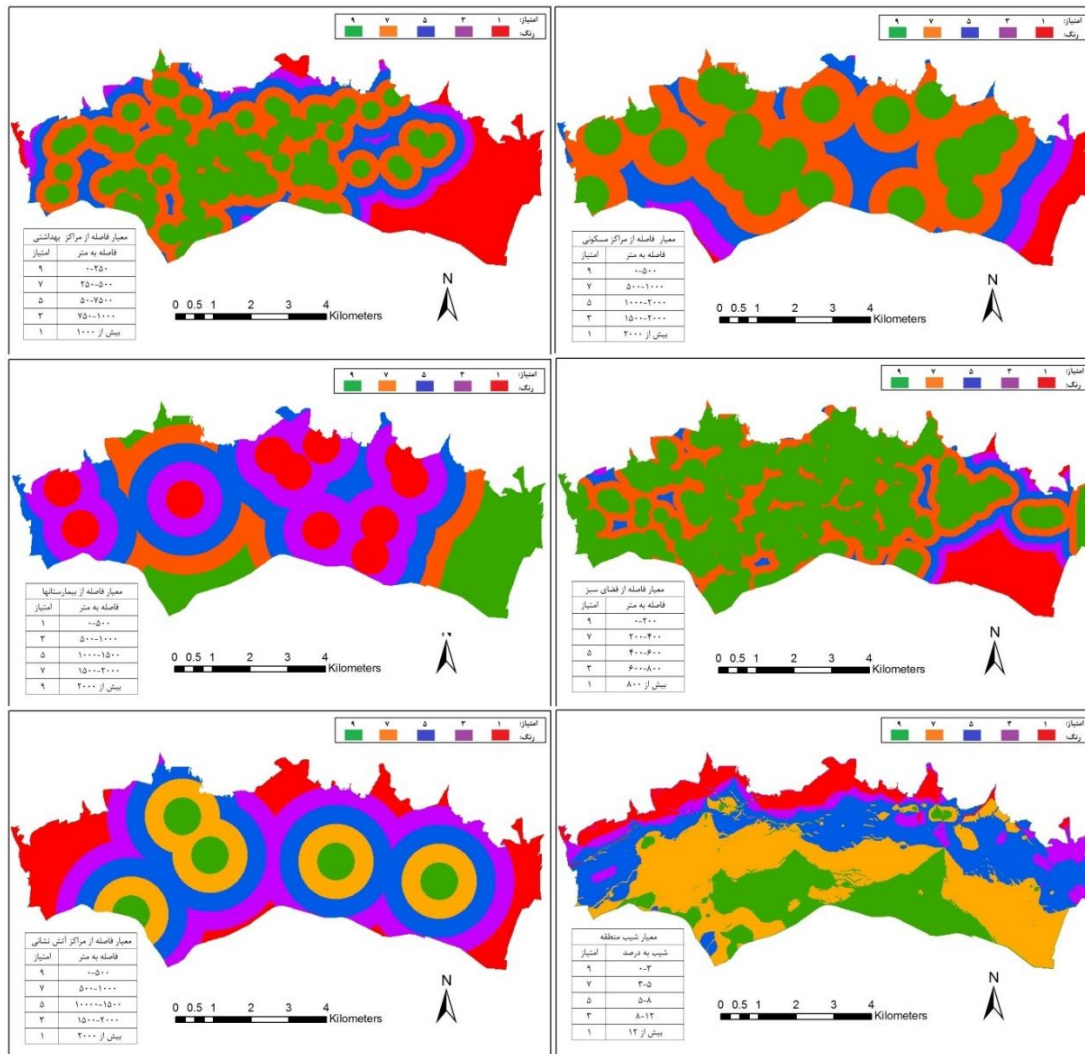 امتیاز: ۹ ۷ ۵ ۳ ۱
رنگ:
معیار فاصله از مراکز بهداشتی
امتیاز فاصله به متر
۹ ۰-۲۵۰
۷ ۲۵۰-۵۰۰
۵ ۵۰-۷۵۰۰
۳ ۷۵۰-۱۰۰۰
۱ بیش از ۱۰۰۰
N
0 0.5 1 2 3 4
Kilometers
امتیاز: ۹ ۷ ۵ ۳ ۱
رنگ:
معیار فاصله از مراکز مسکونی
امتیاز فاصله به متر
۹ ۰-۵۰۰
۷ ۵۰۰-۱۰۰۰
۵ ۱۰۰۰-۲۰۰۰
۳ ۱۵۰۰-۲۰۰۰
۱ بیش از ۲۰۰۰
N
0 0.5 1 2 3 4
Kilometers
امتیاز: ۹ ۷ ۵ ۳ ۱
رنگ:
معیار فاصله از بیمارستانها
امتیاز فاصله به متر
۱ ۰-۵۰۰
۳ ۵۰۰-۱۰۰۰
۵ ۱۰۰۰-۱۵۰۰
۷ ۱۵۰۰-۲۰۰۰
۹ بیش از ۲۰۰۰
N
0 0.5 1 2 3 4
Kilometers
امتیاز: ۹ ۷ ۵ ۳ ۱
رنگ:
معیار فاصله از فضای سبز
امتیاز فاصله به متر
۹ ۰-۲۰۰
۷ ۲۰۰-۴۰۰
۵ ۴۰۰-۶۰۰
۳ ۶۰۰-۸۰۰
۱ بیش از ۸۰۰
N
0 0.5 1 2 3 4
Kilometers
امتیاز: ۹ ۷ ۵ ۳ ۱
رنگ:
معیار فاصله از مراکز آتش نشانی
امتیاز فاصله به متر
۹ ۰-۵۰۰
۷ ۵۰۰-۱۰۰۰
۵ ۱۰۰۰۰-۱۵۰۰
۳ ۱۵۰۰-۲۰۰۰
۱ بیش از ۲۰۰۰
N
0 0.5 1 2 3 4
Kilometers
امتیاز: ۹ ۷ ۵ ۳ ۱
رنگ:
معیار شیب منطقه
امتیاز شیب به درصد
۹ ۰-۳
۷ ۳-۵
۵ ۵-۸
۳ ۸-۱۲
۱ بیش از ۱۲
N
0 0.5 1 2 3 4
Kilometers